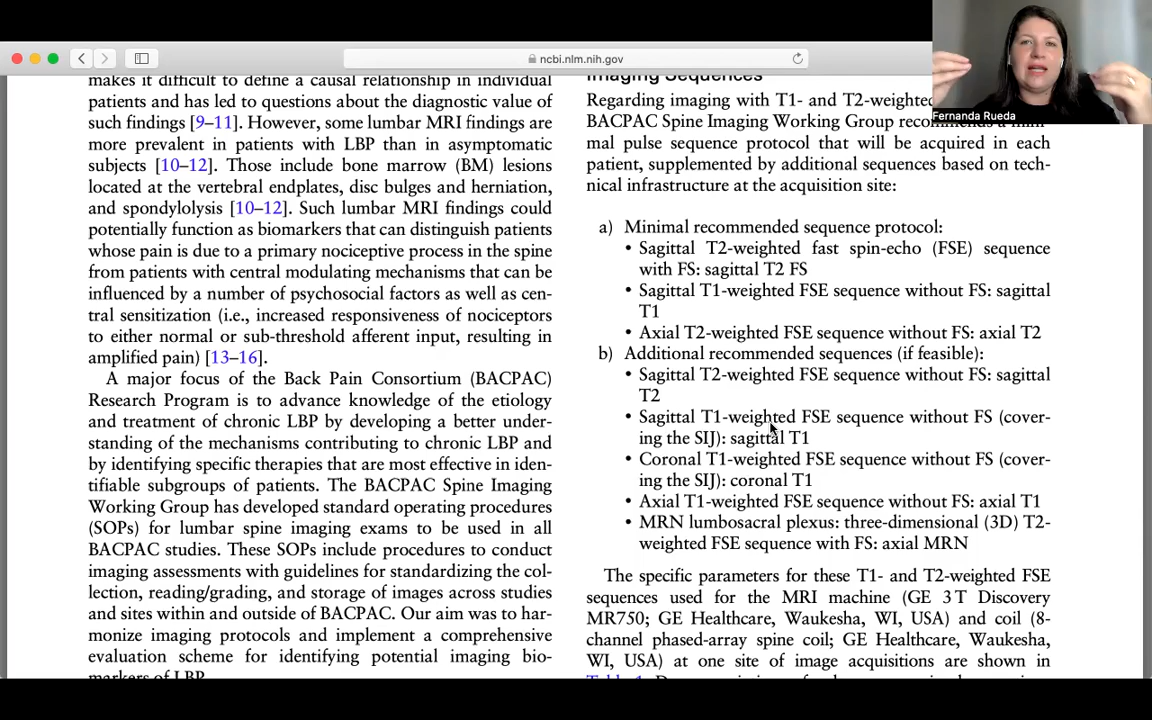 ncbi.nlm.nih.gov
Fernanda Rueda
makes it difficult to define a causal relationship in individual
patients and has led to questions about the diagnostic value of
such findings [9–11]. However, some lumbar MRI findings are
more prevalent in patients with LBP than in asymptomatic
subjects [10–12]. Those include bone marrow (BM) lesions
located at the vertebral endplates, disc bulges and herniation,
and spondylolysis [10–12]. Such lumbar MRI findings could
potentially function as biomarkers that can distinguish patients
whose pain is due to a primary nociceptive process in the spine
from patients with central modulating mechanisms that can be
influenced by a number of psychosocial factors as well as cen-
tral sensitization (i.e., increased responsiveness of nociceptors
to either normal or sub-threshold afferent input, resulting in
amplified pain) [13–16].
A major focus of the Back Pain Consortium (BACPAC)
Research Program is to advance knowledge of the etiology
and treatment of chronic LBP by developing a better under-
standing of the mechanisms contributing to chronic LBP and
by identifying specific therapies that are most effective in iden-
tifiable subgroups of patients. The BACPAC Spine Imaging
Working Group has developed standard operating procedures
(SOPs) for lumbar spine imaging exams to be used in all
BACPAC studies. These SOPs include procedures to conduct
imaging assessments with guidelines for standardizing the col-
lection, reading/grading, and storage of images across studies
and sites within and outside of BACPAC. Our aim was to har-
monize imaging protocols and implement a comprehensive
evaluation scheme for identifying potential imaging bio-
markers of LBP.
Imaging Sequences
Regarding imaging with T1- and T2-weighted
BACPAC Spine Imaging Working Group recommends a mini-
mal pulse sequence protocol that will be acquired in each
patient, supplemented by additional sequences based on tech-
nical infrastructure at the acquisition site:
a) Minimal recommended sequence protocol:
• Sagittal T2-weighted fast spin-echo (FSE) sequence
with FS: sagittal T2 FS
• Sagittal T1-weighted FSE sequence without FS: sagittal
T1
• Axial T2-weighted FSE sequence without FS: axial T2
b) Additional recommended sequences (if feasible):
• Sagittal T2-weighted FSE sequence without FS: sagittal
T2
• Sagittal T1-weighted FSE sequence without FS (cover-
ing the SIJ): sagittal T1
• Coronal T1-weighted FSE sequence without FS (cover-
ing the SIJ): coronal T1
• Axial T1-weighted FSE sequence without FS: axial T1
• MRN lumbosacral plexus: three-dimensional (3D) T2-
weighted FSE sequence with FS: axial MRN
The specific parameters for these T1- and T2-weighted FSE
sequences used for the MRI machine (GE 3 T Discovery
MR750; GE Healthcare, Waukesha, WI, USA) and coil (8-
channel phased-array spine coil; GE Healthcare, Waukesha,
WI, USA) at one site of image acquisitions are shown in